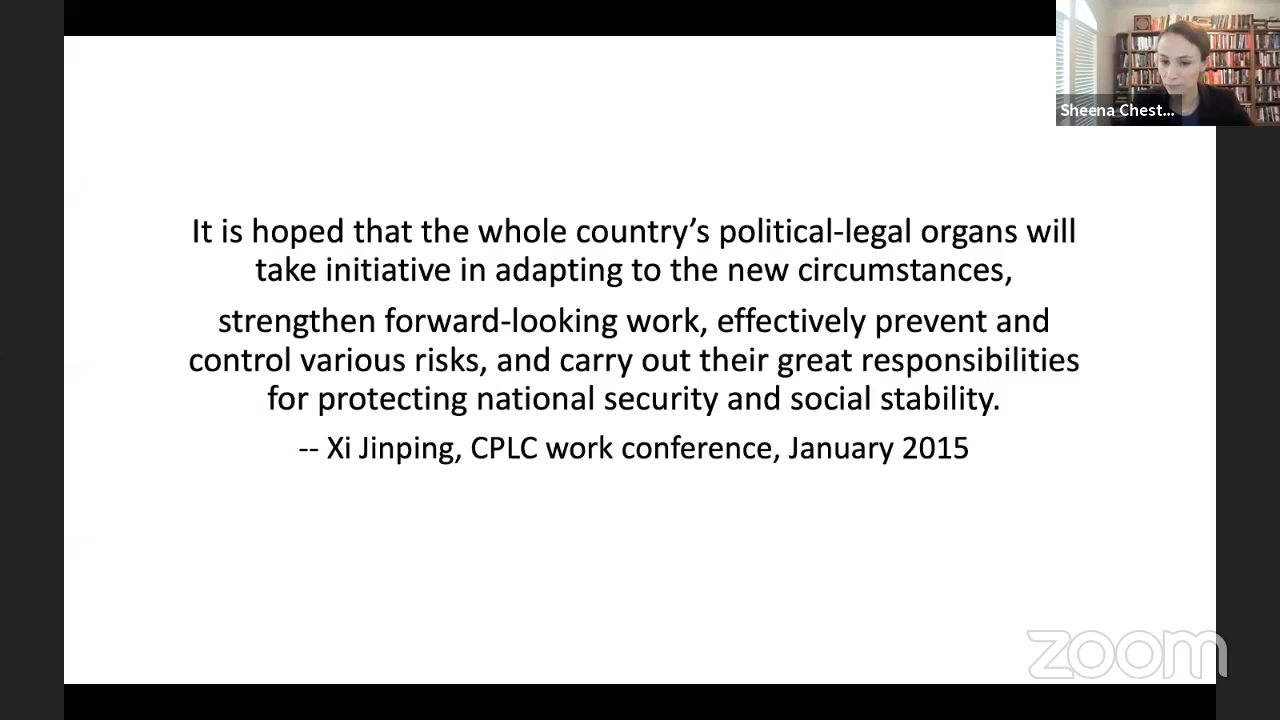 Sheena Chest...
It is hoped that the whole country's political-legal organs will
take initiative in adapting to the new circumstances,
strengthen forward-looking work, effectively prevent and
control various risks, and carry out their great responsibilities
for protecting national security and social stability.
-- Xi Jinping, CPLC work conference, January 2015
zoom